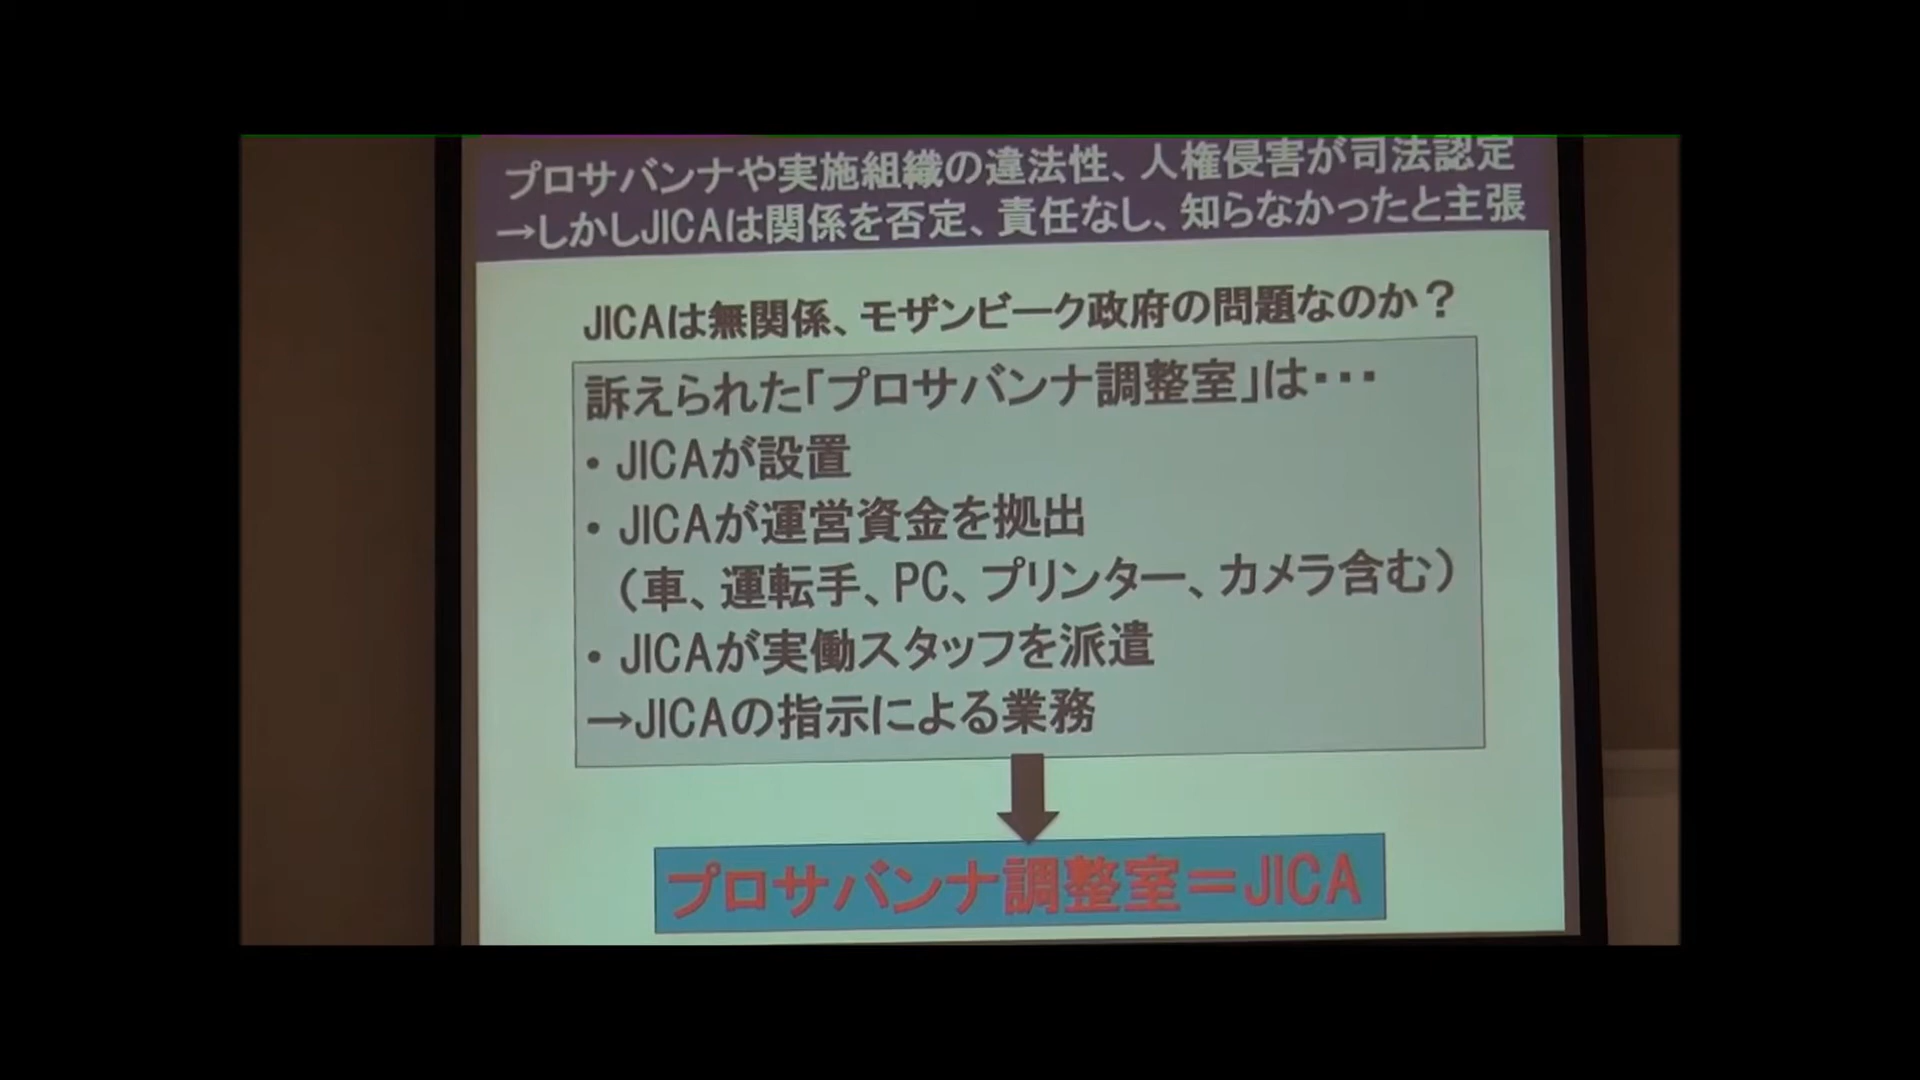 プロサバンナや実施組織の違法性、人権侵害が司法認定
→しかしJICAは関係を否定、責任なし、知らなかったと主張
JICAは無関係、モザンビーク政府の問題なのか？
訴えられた「プロサバンナ調整室」は・・・
・JICAが設置
・JICAが運営資金を拠出
（車、運転手、PC、プリンター、カメラ含む）
・JICAが実働スタッフを派遣
→JICAの指示による業務
プロサバンナ調整室＝JICA